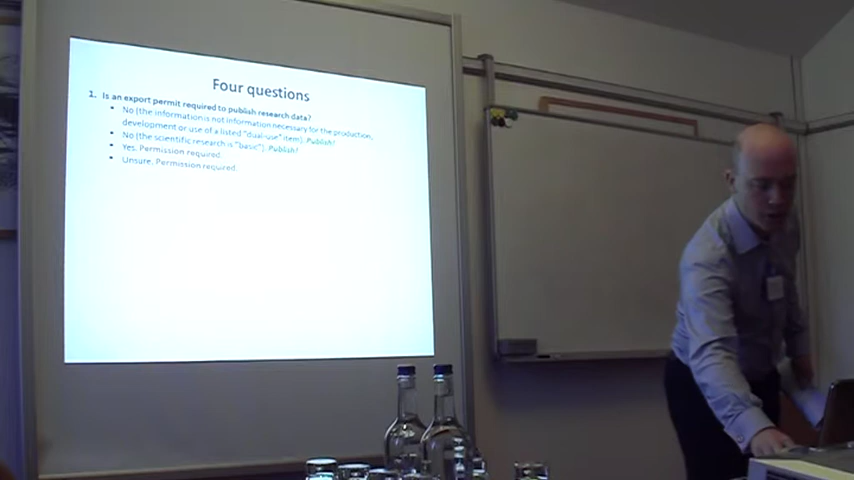 Four questions
1. Is an export permit required to publish research data?
• No (the information is not information necessary for the production,
development or use of a listed "dual-use" item). Publish!
• No (the scientific research is "basic"). Publish!
• Yes. Permission required.
• Unsure. Permission required.